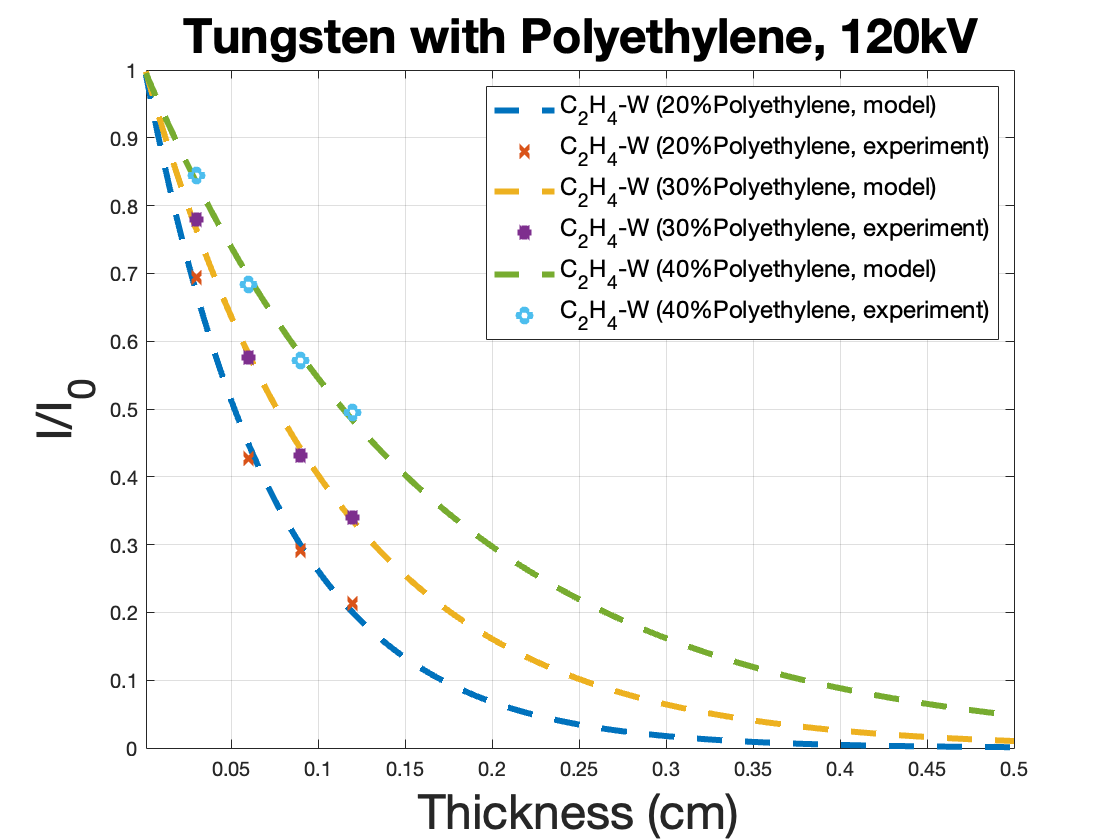 Tungsten with Polyethylene, 120kV
C2H4-W (20%Polyethylene, model)
C2H4-W (20%Polyethylene, experiment)
C2H4-W (30%Polyethylene, model)
C2H4-W (30%Polyethylene, experiment)
C2H4-W (40%Polyethylene, model)
C2H4-W (40%Polyethylene, experiment)
I/I0
1
0.9
0.8
0.7
0.6
0.5
0.4
0.3
0.2
0.1
0
0.05 0.1 0.15 0.2 0.25 0.3 0.35 0.4 0.45 0.5
Thickness (cm)